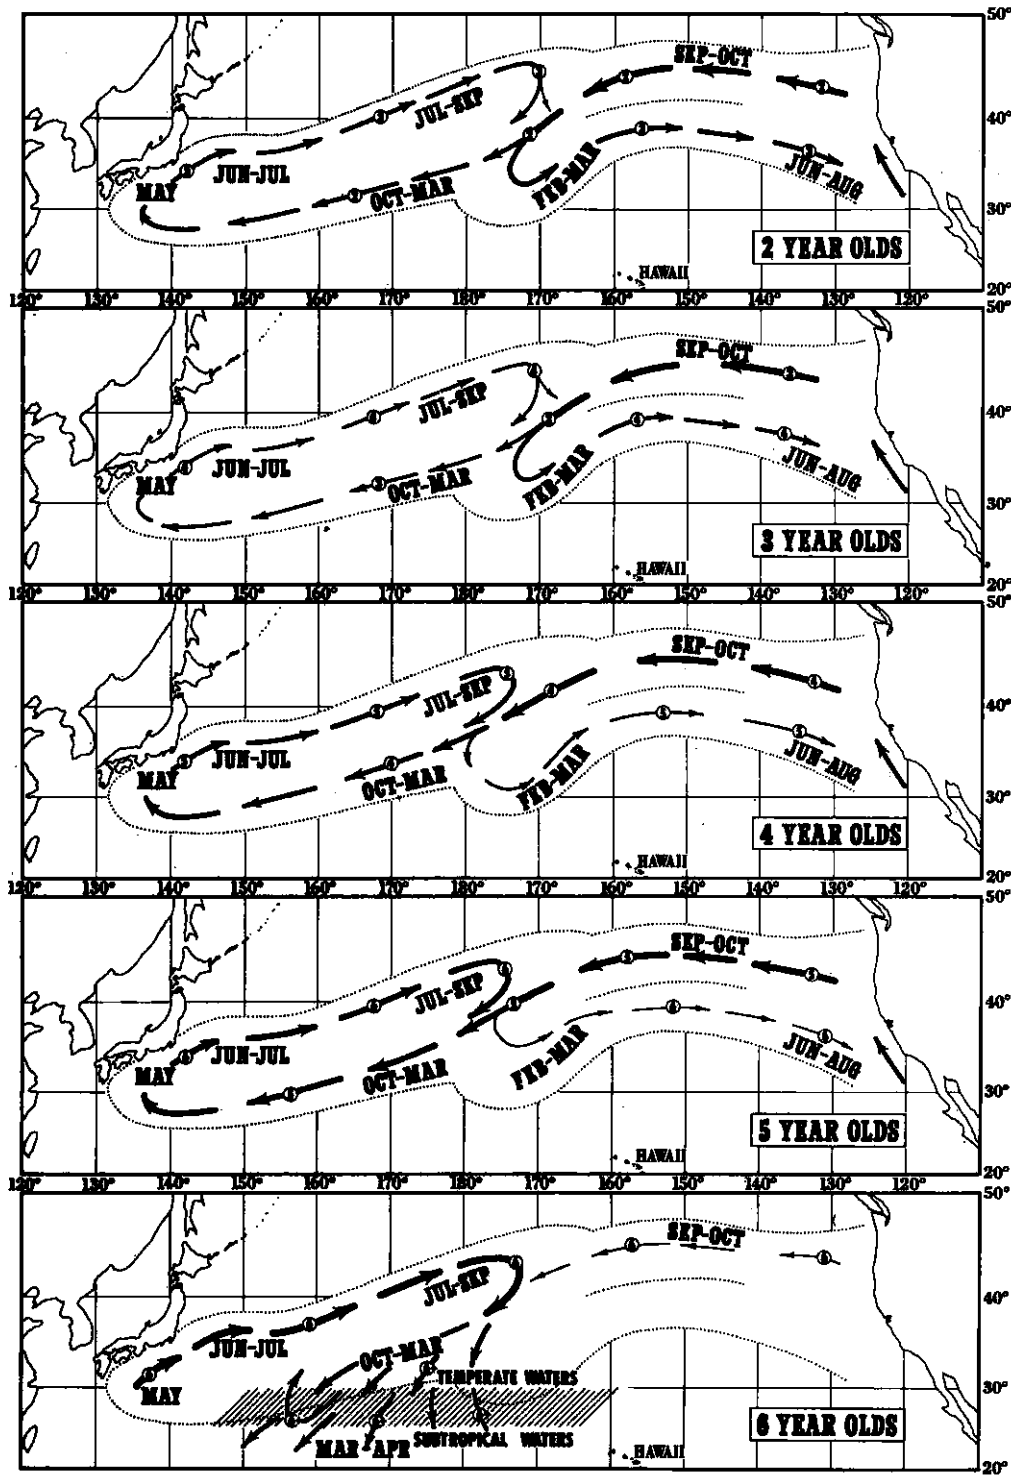 50°
SEP-OCT
JUL-SEP
40°
MAY
JUN-JUL
OCT-MAR
FEB-MAR
JUN-AUG
30°
2 YEAR OLDS
HAWAII
20°
120° 130° 140° 150° 160° 170° 180° 170° 160° 150° 140° 130° 120°
50°
SEP-OCT
JUL-SEP
40°
MAY
JUN-JUL
OCT-MAR
FEB-MAR
JUN-AUG
30°
3 YEAR OLDS
HAWAII
20°
120° 130° 140° 150° 160° 170° 180° 170° 160° 150° 140° 130° 120°
50°
SEP-OCT
JUL-SEP
40°
MAY
JUN-JUL
OCT-MAR
FEB-MAR
JUN-AUG
30°
4 YEAR OLDS
HAWAII
20°
120° 130° 140° 150° 160° 170° 180° 170° 160° 150° 140° 130° 120°
50°
SEP-OCT
JUL-SEP
40°
MAY
JUN-JUL
OCT-MAR
FEB-MAR
JUN-AUG
30°
5 YEAR OLDS
HAWAII
20°
120° 130° 140° 150° 160° 170° 180° 170° 160° 150° 140° 130° 120°
50°
SEP-OCT
JUL-SEP
40°
JUN-JUL
OCT-MAR
MAY
TEMPERATE WATERS
30°
6 YEAR OLDS
MAR-APR SUBTROPICAL WATERS
HAWAII
20°